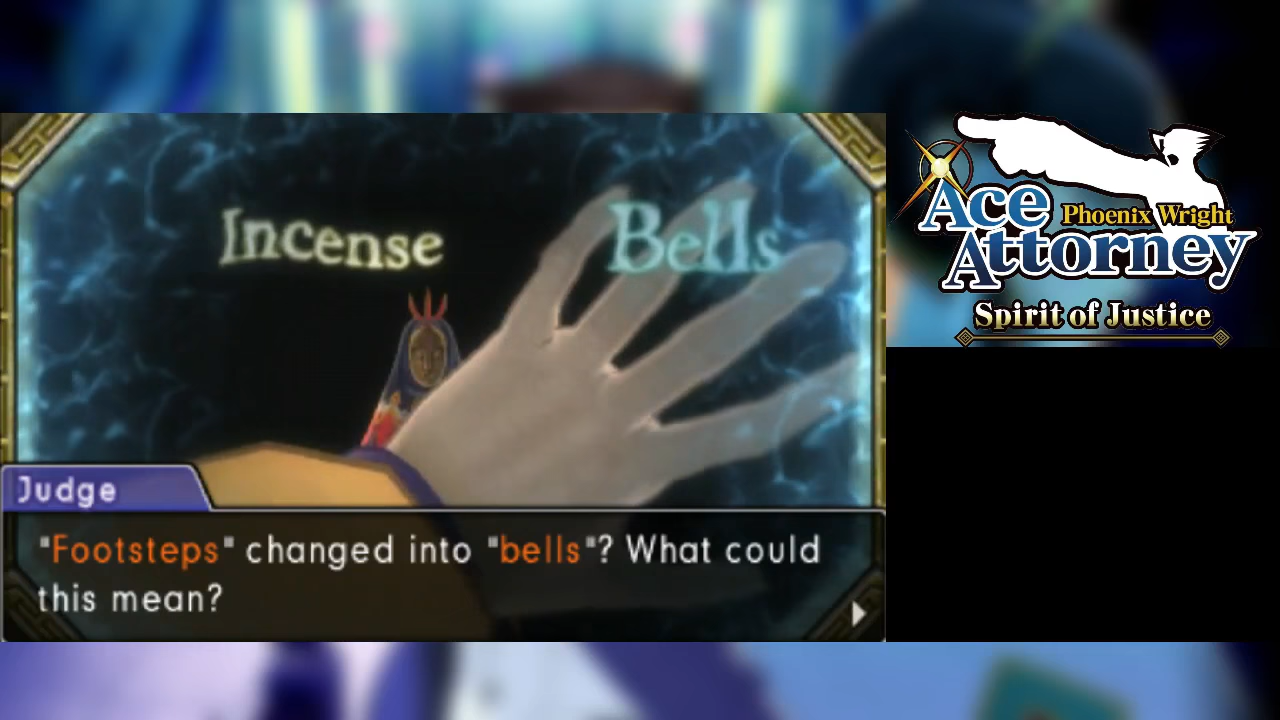 Incense
Bells
Judge
"Footsteps" changed into "bells"? What could
this mean?
Phoenix Wright
Ace
Attorney
Spirit of Justice